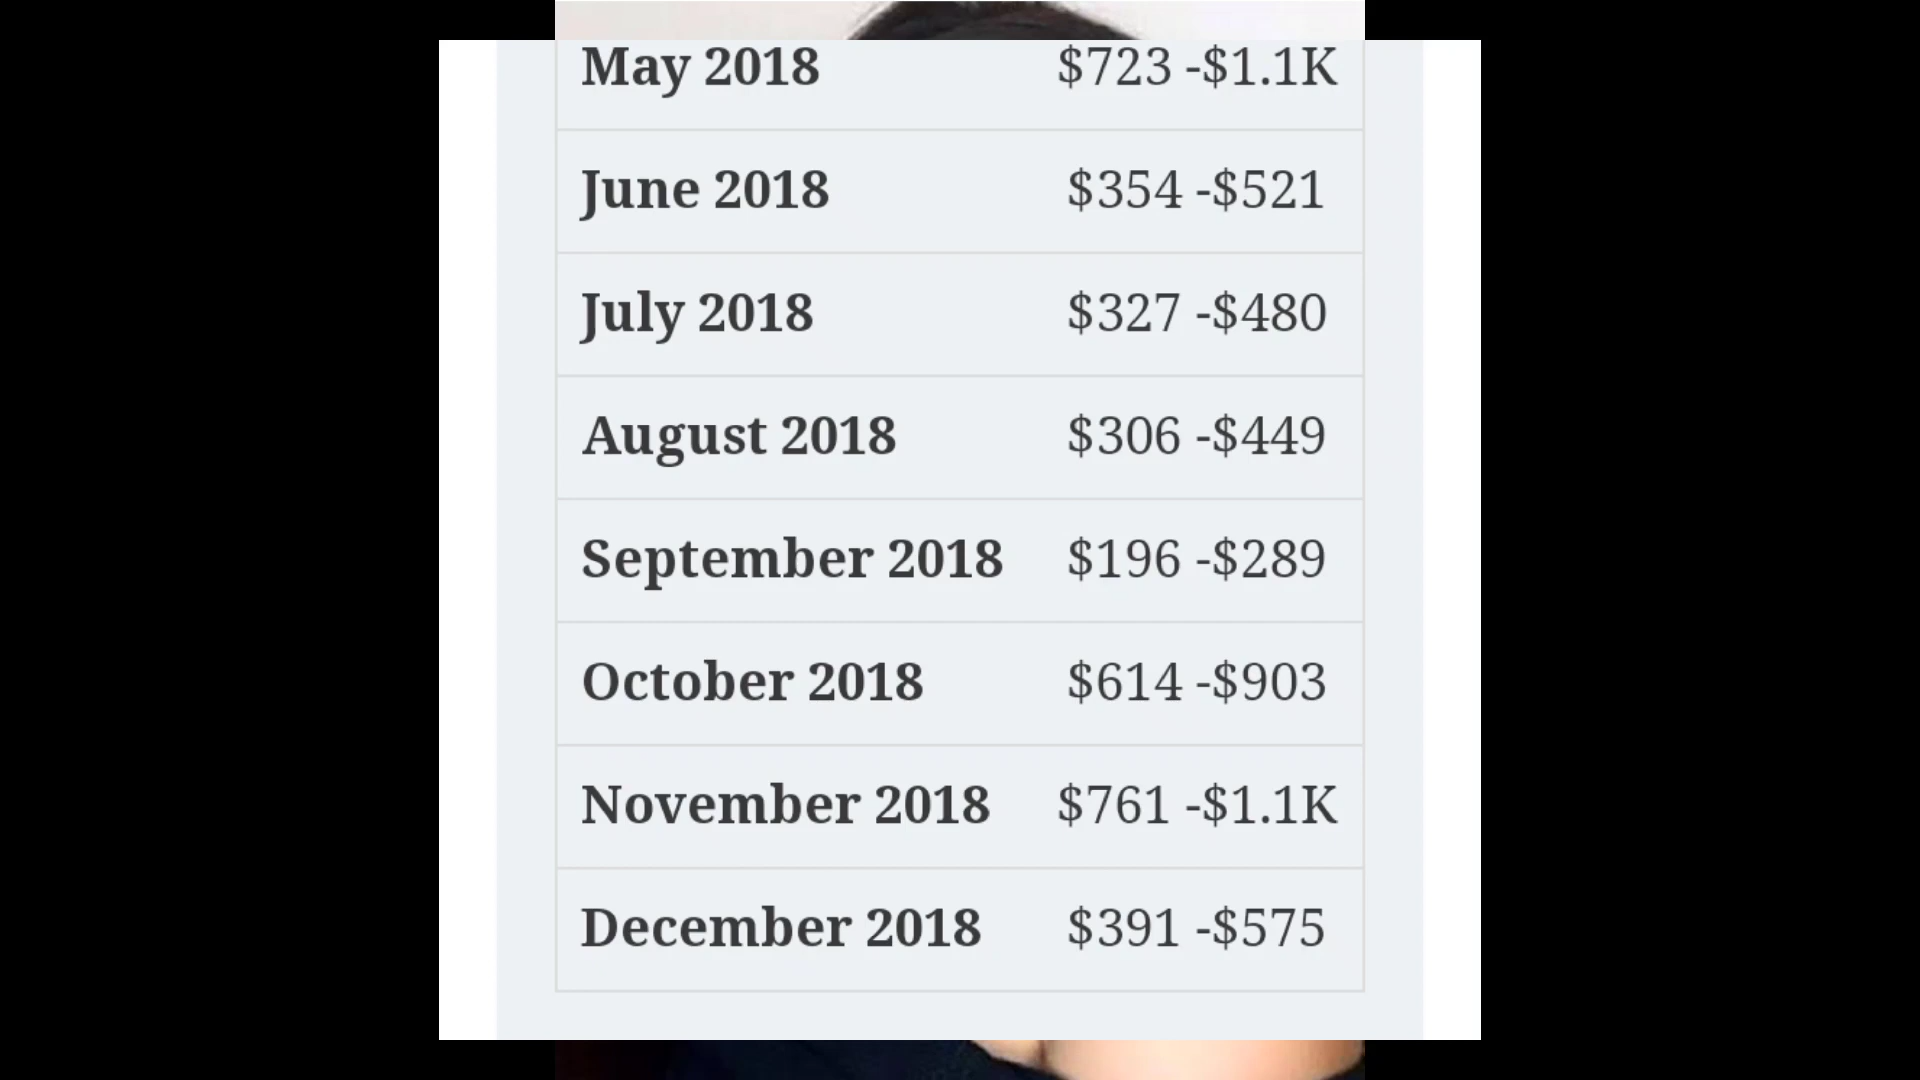 May 2018 $723 -$1.1K
June 2018 $354 -$521
July 2018 $327 -$480
August 2018 $306 -$449
September 2018 $196 -$289
October 2018 $614 -$903
November 2018 $761 -$1.1K
December 2018 $391 -$575